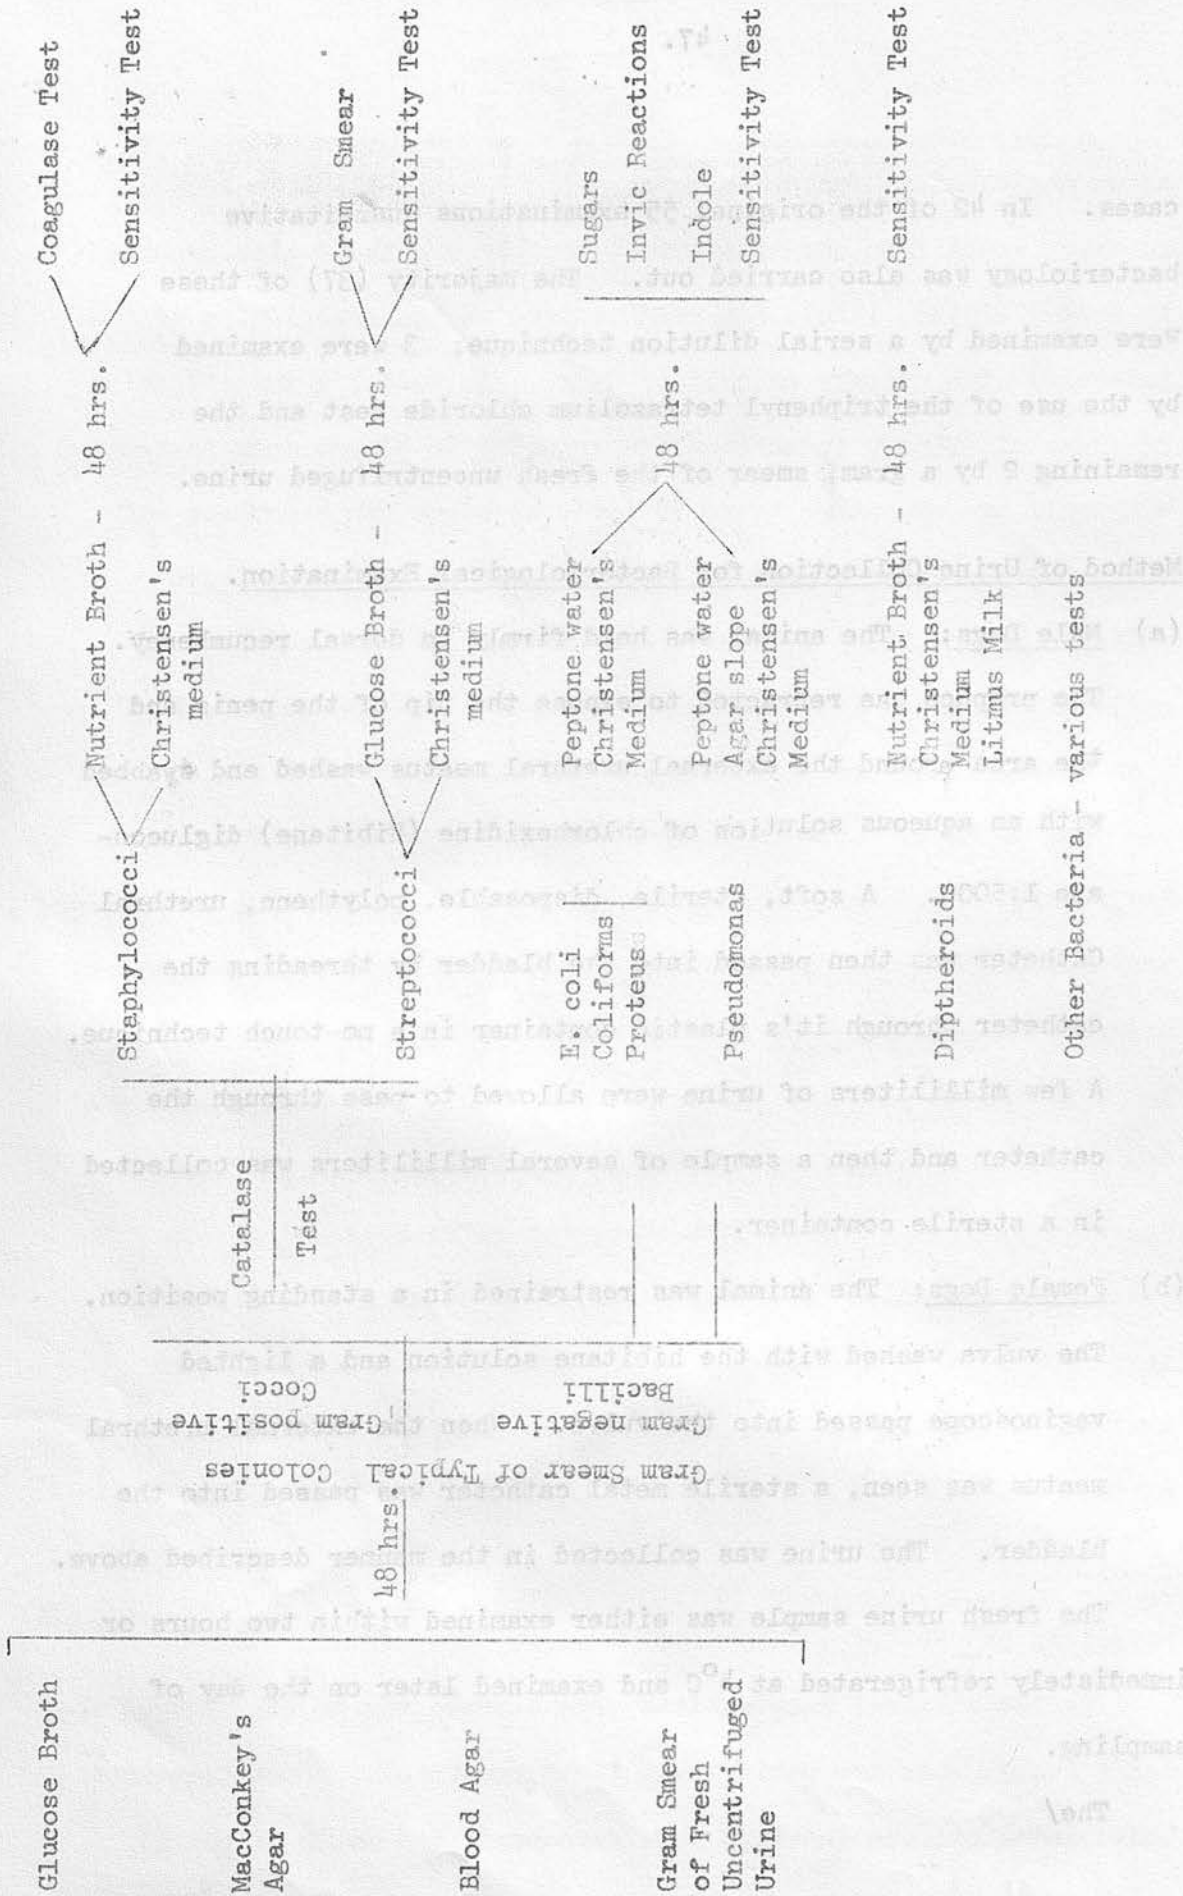 Glucose Broth
MacConkey's
Agar
Blood Agar
Gram Smear
of Fresh
Uncentrifuged
Urine
48 hrs.
Gram Smear of Typical Colonies
Gram positive
Cocci
Gram negative
Bacilli
Catalase
Test
Staphylococci
Nutrient Broth - 48 hrs.
Christensen's
medium
Coagulase Test
Sensitivity Test
Streptococci
Glucose Broth - 48 hrs.
Christensen's
medium
Gram Smear
Sensitivity Test
E. coli
Coliforms
Proteus
Peptone water
Christensen's
Medium
48 hrs.
Sugars
Invic Reactions
Indole
Sensitivity Test
Pseudomonas
Peptone water
Agar slope
Christensen's
Medium
Diptheroids
Nutrient Broth - 48 hrs.
Christensen's
Medium
Litmus Milk
Sensitivity Test
Other Bacteria - various tests
47.
cases. In 42 of the original 55 examinations quantitative
bacteriology was also carried out. The majority (37) of these
Were examined by a serial dilution technique; 3 were examined
by the use of the triphenyl tetrazolium chloride test and the
remaining 2 by a gram smear of the fresh uncentrifuged urine.
Method of Urine Collection for Bacteriological Examination.
(a) Male Dogs: The animal was held firmly in dorsal recumbency.
The prepuce was retracted to expose the tip of the penis and
the area around the external urethral meatus washed and swabbed
with an aqueous solution of chlorhexidine (Hibitane) digluco-
1:5000. A soft, sterile, disposable, polythene, urethral
Catheter was then passed into the bladder by threading the
catheter through it's plastic container in a no-touch technique.
A few milliliters of urine were allowed to pass through the
catheter and then a sample of several milliliters was collected
in a sterile container.
(b) Female Dogs: The animal was restrained in a standing position.
The vulva washed with the hibitane solution and a lighted
vaginoscope passed into the When the external urethral
meatus was seen, a sterile metal catheter was passed into the
bladder. The urine was collected in the manner described above.
The fresh urine sample was either examined within two hours or
immediately refrigerated at 4°C and examined later on the day of
sampling.
The/